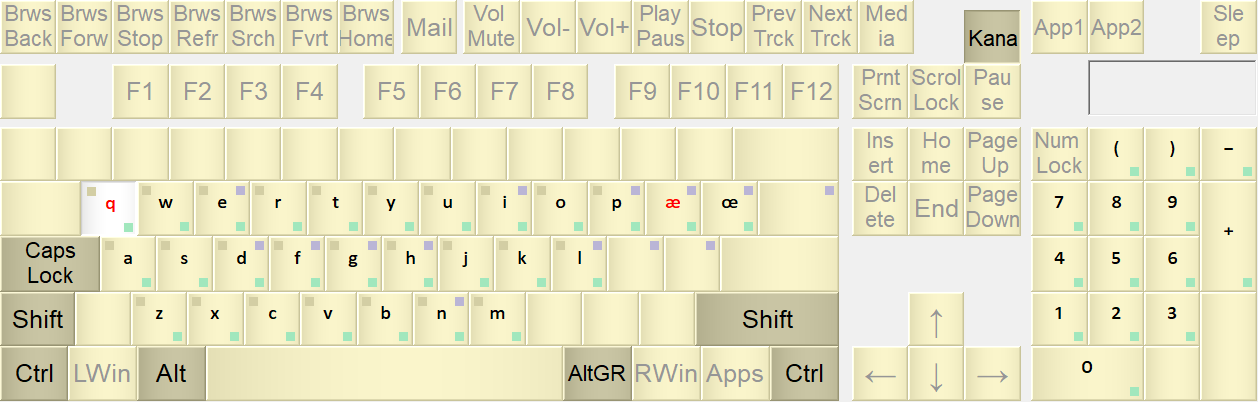 Brws Back Brws Forw Brws Stop Brws Refr Brws Srch Brws Fvrt Brws Home Mail Vol Mute Vol- Vol+ Play Paus Stop Prev Trck Next Trck Med ia Kana App1 App2 Sle ep
F1 F2 F3 F4 F5 F6 F7 F8 F9 F10 F11 F12 Prnt Scrn Scrol Lock Pau se
Ins ert Ho me Page Up Num Lock ( ) −
q w e r t y u i o p æ œ Del ete End Page Down 7 8 9 +
Caps Lock a s d f g h j k l 4 5 6
Shift z x c v b n m Shift ↑ 1 2 3
Ctrl LWin Alt AltGR RWin Apps Ctrl ← ↓ → 0